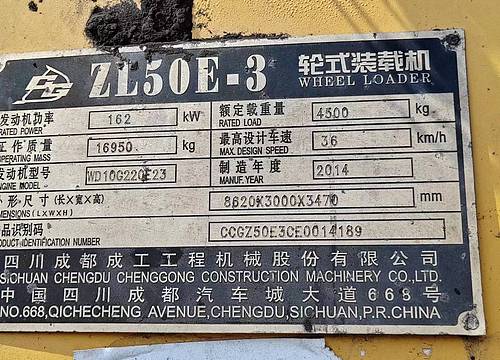 ZL50E-3 轮式装载机
WHEEL LOADER
发动机功率 162 kW 额定载重量 4500 kg
RATED POWER RATED LOAD
工作质量 16950 kg 最高设计车速 36 km/h
OPERATING MASS MAX. DESIGN SPEED
发动机型号 WD10G220E23 制造年度 2014
ENGINE MODEL MANUF. YEAR
外形尺寸(长X宽X高) 8620X3000X3470 mm
DIMENSIONS(LXWXH)
产品识别码 CCGZ50E3CE0014189
PRODUCT IDENTIFICATION NUMBER
四川成都成工工程机械股份有限公司
SICHUAN CHENGDU CHENGGONG CONSTRUCTION MACHINERY CO.,LTD.
中国四川成都汽车城大道668号
NO.668,QICHECHENG AVENUE,CHENGDU,SICHUAN,P.R.CHINA